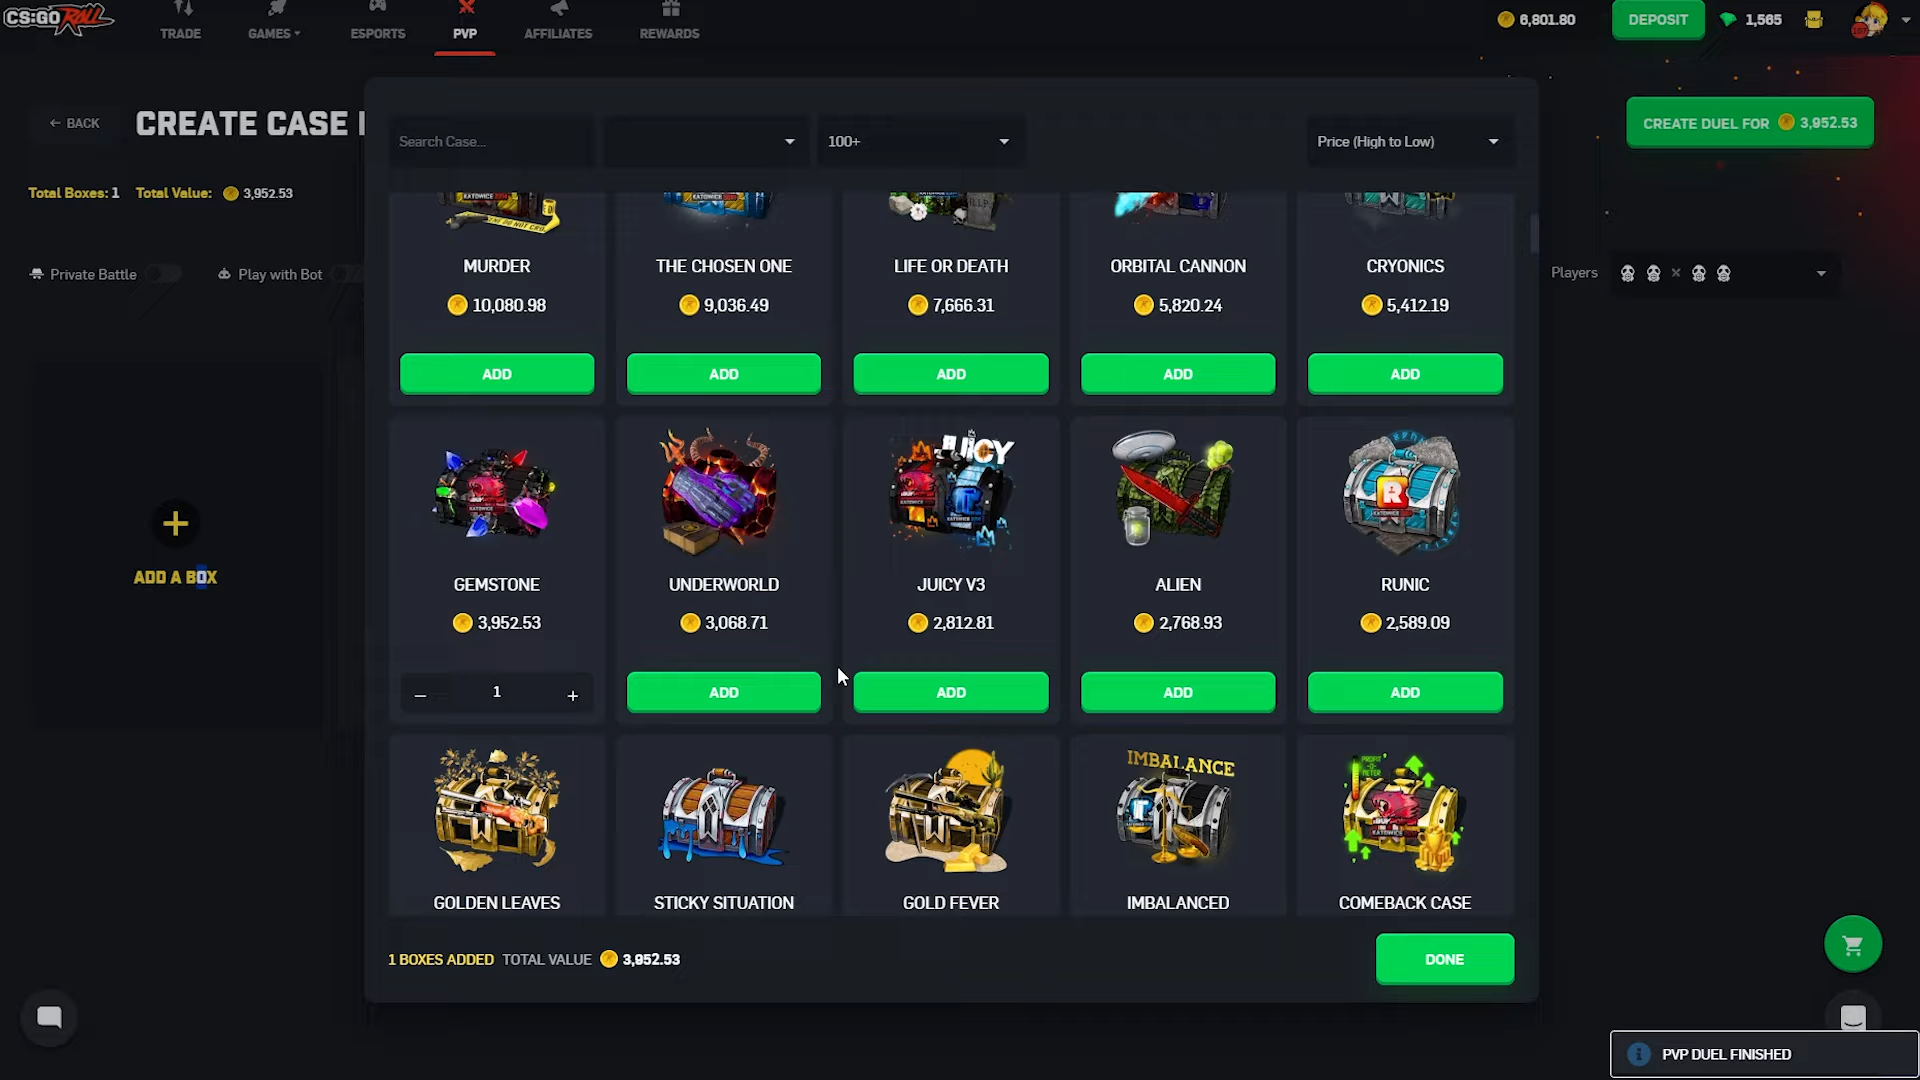 CS:GO ROLL
TRADE
GAMES
ESPORTS
PVP
AFFILIATES
REWARDS
6,801.80
DEPOSIT
1,565
← BACK
CREATE CASE
CREATE DUEL FOR 3,952.53
Total Boxes: 1 Total Value: 3,952.53
Private Battle
Play with Bot
Players
ADD A BOX
Search Case...
100+
Price (High to Low)
MURDER
10,080.98
ADD
THE CHOSEN ONE
9,036.49
ADD
LIFE OR DEATH
7,666.31
ADD
ORBITAL CANNON
5,820.24
ADD
CRYONICS
5,412.19
ADD
GEMSTONE
3,952.53
– 1 +
UNDERWORLD
3,068.71
ADD
JUICY
JUICY V3
2,812.81
ADD
ALIEN
2,768.93
ADD
R
RUNIC
2,589.09
ADD
GOLDEN LEAVES
STICKY SITUATION
GOLD FEVER
IMBALANCE
IMBALANCED
COMEBACK CASE
1 BOXES ADDED TOTAL VALUE 3,952.53
DONE
PVP DUEL FINISHED